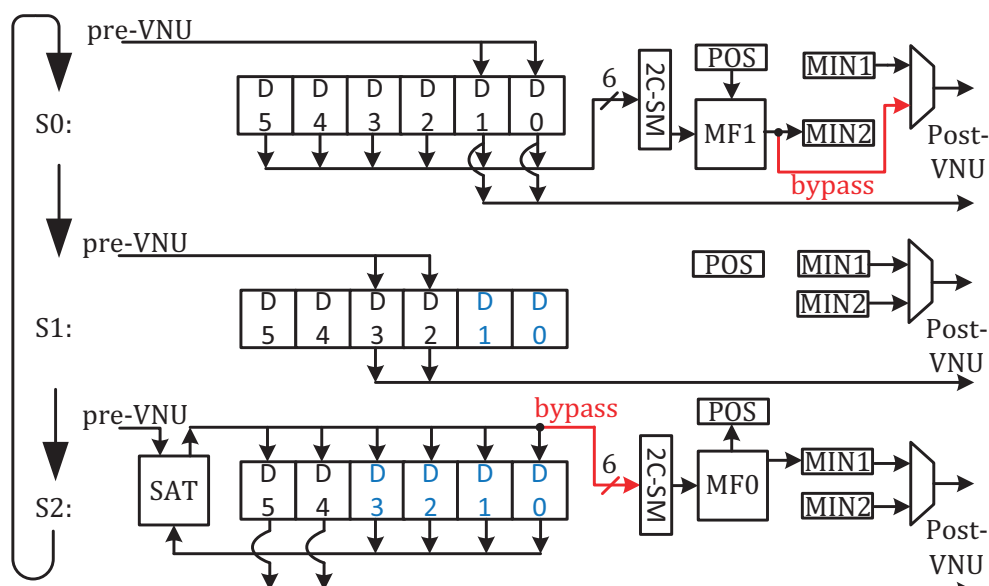 pre-VNU
S0:
D D D D D D
5 4 3 2 1 0
6
2C-SM
POS
MF1
MIN1
MIN2
bypass
Post-
VNU
pre-VNU
S1:
D D D D D D
5 4 3 2 1 0
POS
MIN1
MIN2
Post-
VNU
pre-VNU
S2:
SAT
bypass
D D D D D D
5 4 3 2 1 0
6
2C-SM
POS
MF0
MIN1
MIN2
Post-
VNU